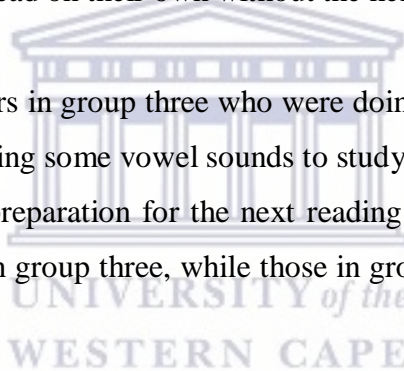 ead on their own without the he
rs in group three who were doin
ing some vowel sounds to study
preparation for the next reading
n group three, while those in gro
UNIVERSITY of the
WESTERN CAPE